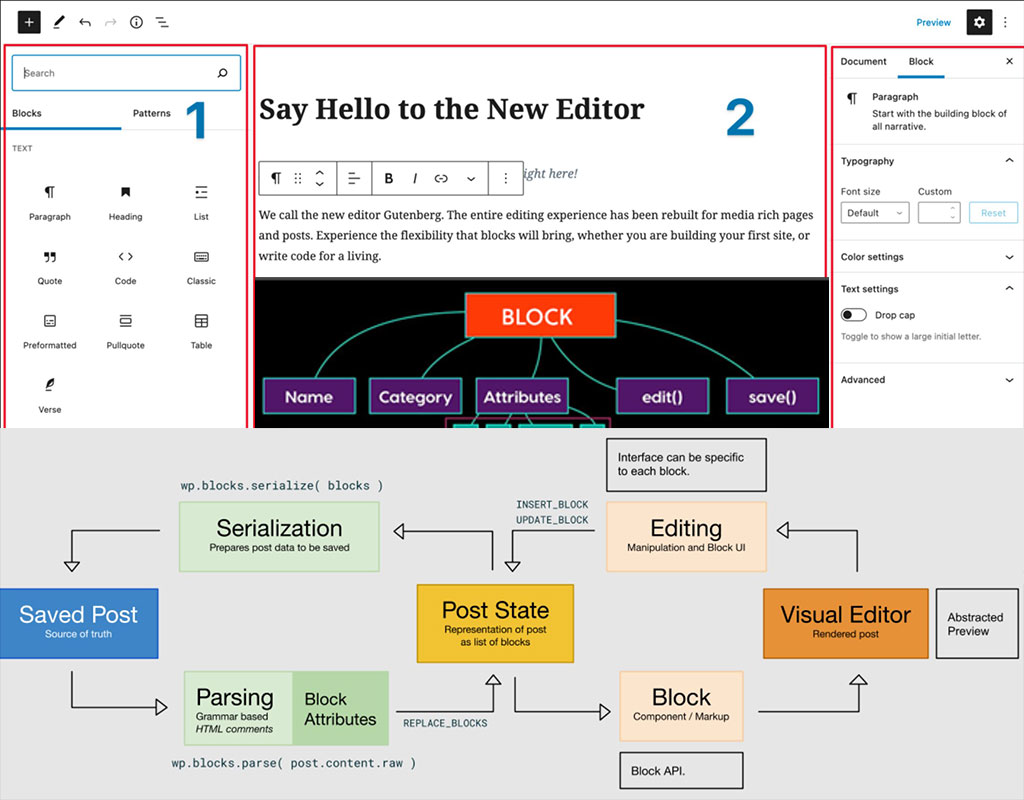 Preview
Search
Blocks
Patterns
1
TEXT
Paragraph
Heading
List
Quote
Code
Classic
Preformatted
Pullquote
Table
Verse
2
Say Hello to the New Editor
B I
ight here!
We call the new editor Gutenberg. The entire editing experience has been rebuilt for media rich pages
and posts. Experience the flexibility that blocks will bring, whether you are building your first site, or
write code for a living.
BLOCK
Name
Category
Attributes
edit()
save()
Document
Block
Paragraph
Start with the building block of
all narrative.
Typography
Font size
Custom
Default
Reset
Color settings
Text settings
Drop cap
Toggle to show a large initial letter.
Advanced
Interface can be specific
to each block.
wp.blocks.serialize( blocks )
Serialization
Prepares post data to be saved
INSERT_BLOCK
UPDATE_BLOCK
Editing
Manipulation and Block UI
Saved Post
Source of truth
Post State
Representation of post
as list of blocks
Visual Editor
Rendered post
Abstracted
Preview
Parsing
Grammar based
HTML comments
Block
Attributes
REPLACE_BLOCKS
Block
Component / Markup
wp.blocks.parse( post.content.raw )
Block API.